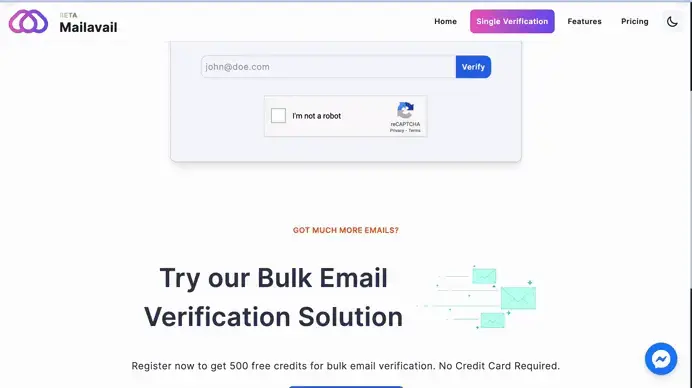 BETA
Mailavail
Home
Single Verification
Features
Pricing
john@doe.com
Verify
I'm not a robot
reCAPTCHA
Privacy - Terms
GOT MUCH MORE EMAILS?
Try our Bulk Email
Verification Solution
Register now to get 500 free credits for bulk email verification. No Credit Card Required.